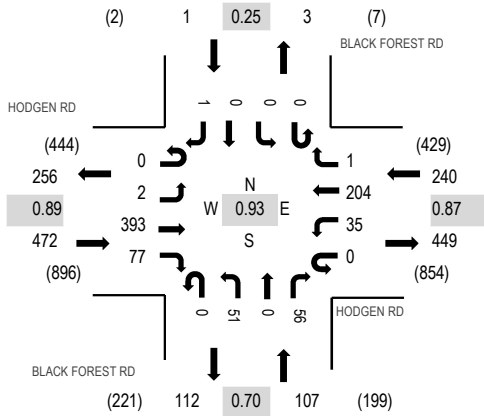 (2) 1 0.25 3 (7)
BLACK FOREST RD
HODGEN RD
1 0 0 0
(444) (429)
256 0 1 240
2 N 204
0.89 W 0.93 E 0.87
393 S 35
472 77 0 449
(896) (854)
0 51 0 56
HODGEN RD
BLACK FOREST RD
(221) 112 0.70 107 (199)